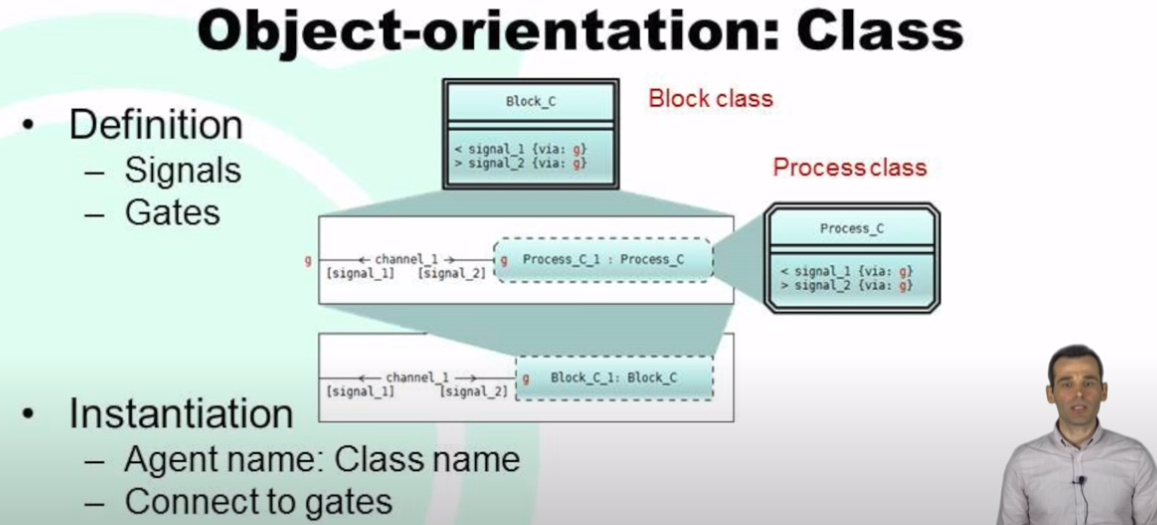 Object-orientation: Class
• Definition
– Signals
– Gates
Block_C
< signal_1 {via: g}
> signal_2 {via: g}
Block class
Process class
Process_C
< signal_1 {via: g}
> signal_2 {via: g}
g channel_1 g Process_C_1 : Process_C
[signal_1] [signal_2]
channel_1 g Block_C_1: Block_C
[signal_1] [signal_2]
• Instantiation
– Agent name: Class name
– Connect to gates